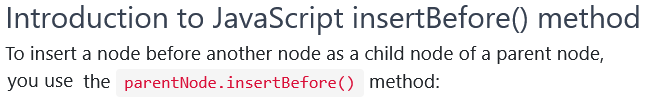 Introduction to JavaScript insertBefore() method
To insert a node before another node as a child node of a parent node,
you use the parentNode.insertBefore() method: